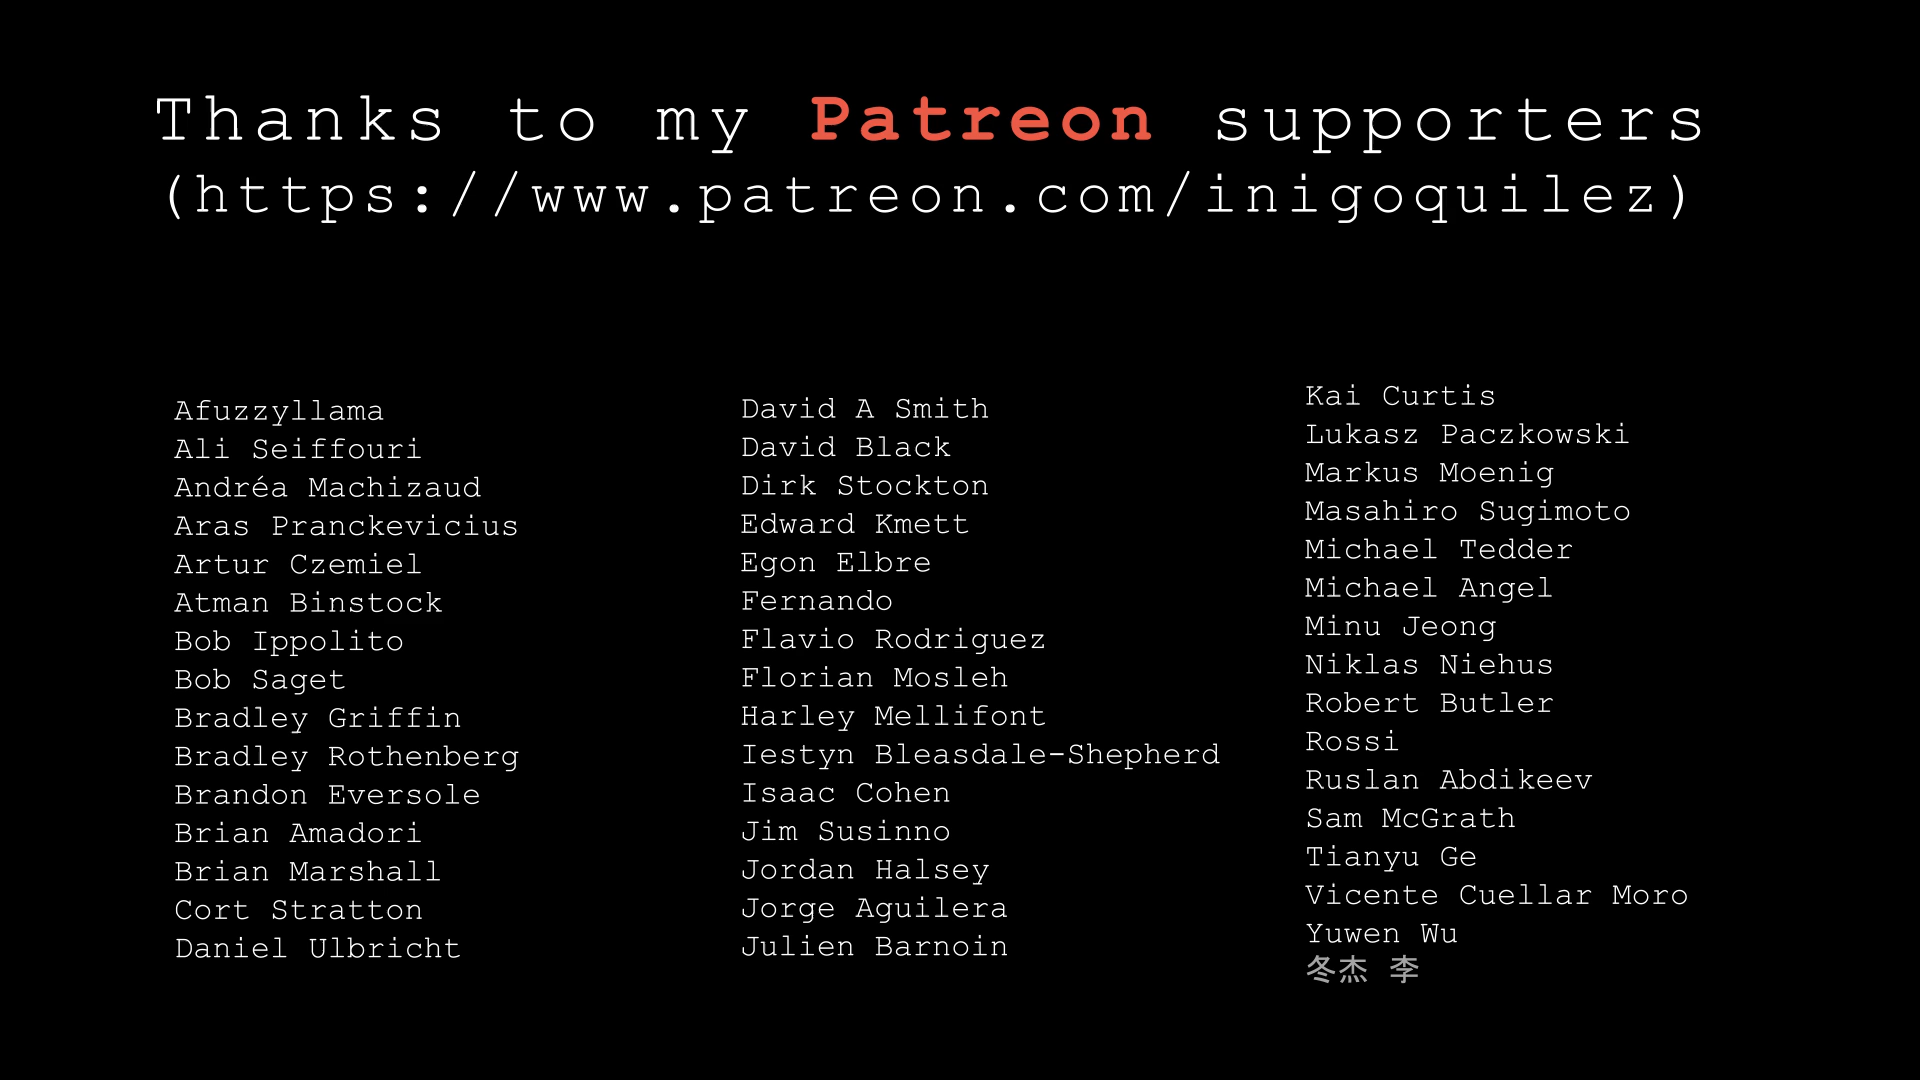 Thanks to my Patreon supporters
(https://www.patreon.com/inigoquilez)
Afuzzyllama
Ali Seiffouri
Andréa Machizaud
Aras Pranckevicius
Artur Czemiel
Atman Binstock
Bob Ippolito
Bob Saget
Bradley Griffin
Bradley Rothenberg
Brandon Eversole
Brian Amadori
Brian Marshall
Cort Stratton
Daniel Ulbricht
David A Smith
David Black
Dirk Stockton
Edward Kmett
Egon Elbre
Fernando
Flavio Rodriguez
Florian Mosleh
Harley Mellifont
Iestyn Bleasdale-Shepherd
Isaac Cohen
Jim Susinno
Jordan Halsey
Jorge Aguilera
Julien Barnoin
Kai Curtis
Lukasz Paczkowski
Markus Moenig
Masahiro Sugimoto
Michael Tedder
Michael Angel
Minu Jeong
Niklas Niehus
Robert Butler
Rossi
Ruslan Abdikeev
Sam McGrath
Tianyu Ge
Vicente Cuellar Moro
Yuwen Wu
冬杰 李